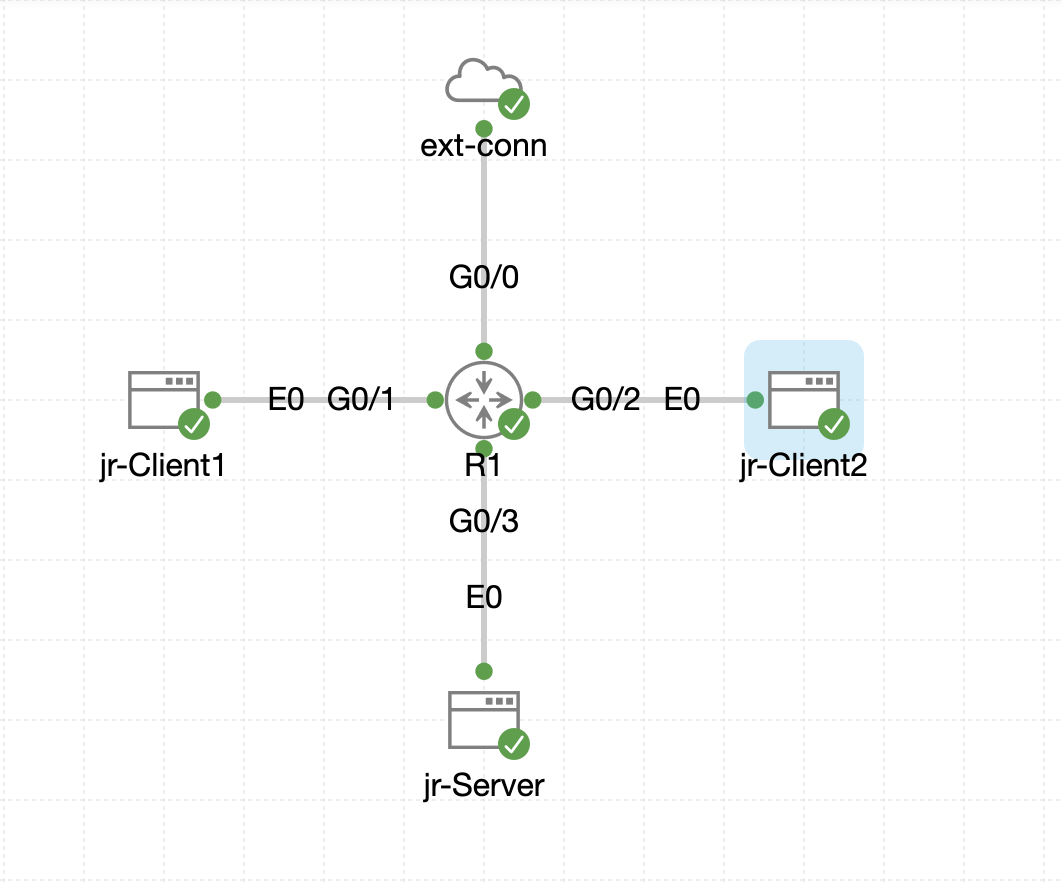 ext-conn
G0/0
E0 G0/1
G0/2 E0
jr-Client1
R1
jr-Client2
G0/3
E0
jr-Server